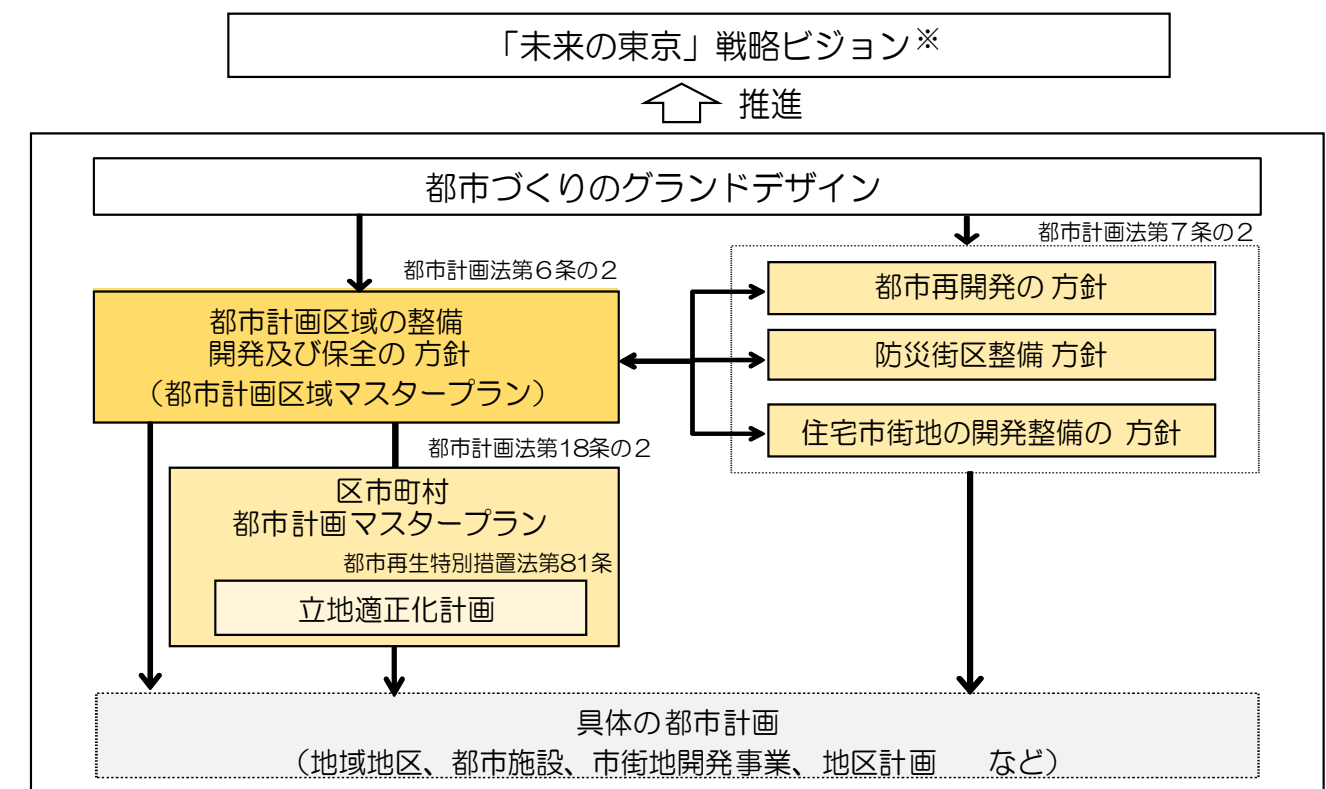 「未来の東京」戦略ビジョン※
推進
都市づくりのグランドデザイン
都市計画法第７条の２
都市計画法第６条の２
都市計画区域の整備
開発及び保全の 方針
（都市計画区域マスタープラン）
都市再開発の 方針
防災街区整備 方針
住宅市街地の開発整備の 方針
都市計画法第18条の２
区市町村
都市計画マスタープラン
都市再生特別措置法第81条
立地適正化計画
具体の都市計画
（地域地区、都市施設、市街地開発事業、地区計画　　など）